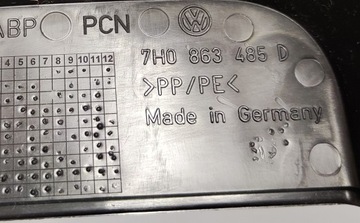 ABP PCN
7H0 863 485 D
>PP/PE<
Made in Germany
4 5 6 7 8 9 10 11 12